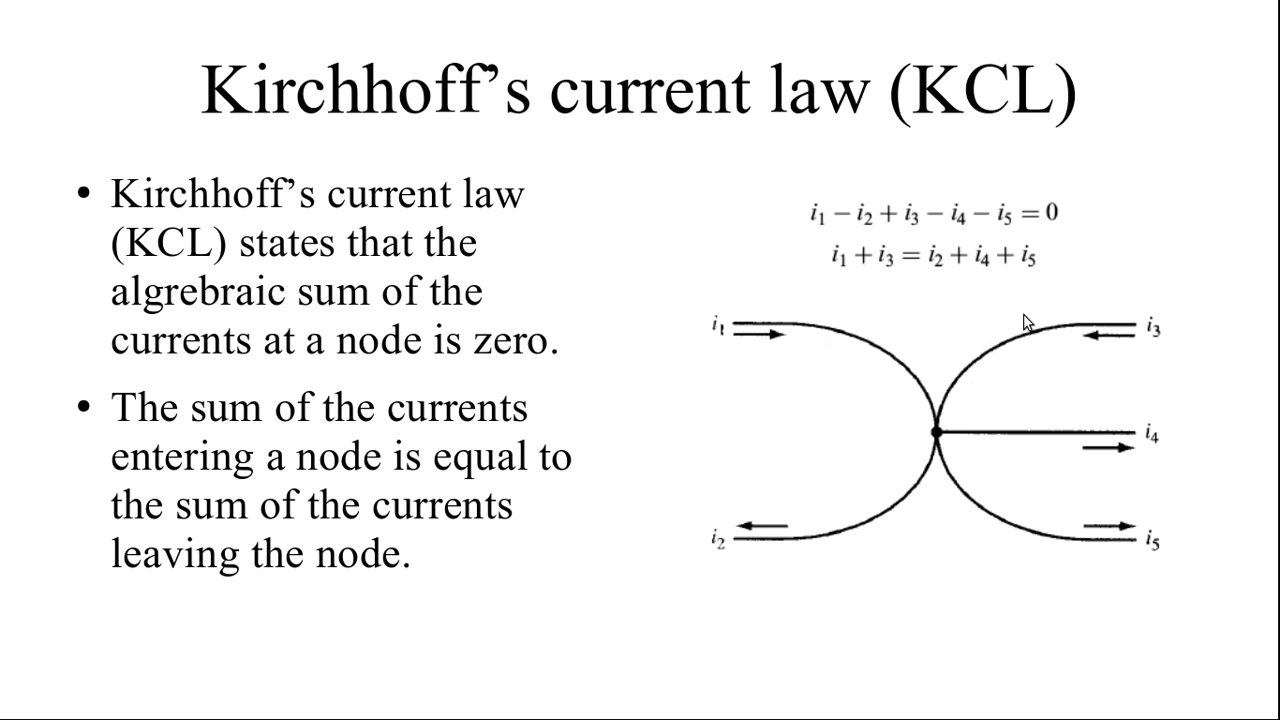 Kirchhoff’s current law (KCL)
• Kirchhoff’s current law
(KCL) states that the
algrebraic sum of the
currents at a node is zero.
• The sum of the currents
entering a node is equal to
the sum of the currents
leaving the node.
i₁ − i₂ + i₃ − i₄ − i₅ = 0
i₁ + i₃ = i₂ + i₄ + i₅
i₁
i₃
i₄
i₂
i₅